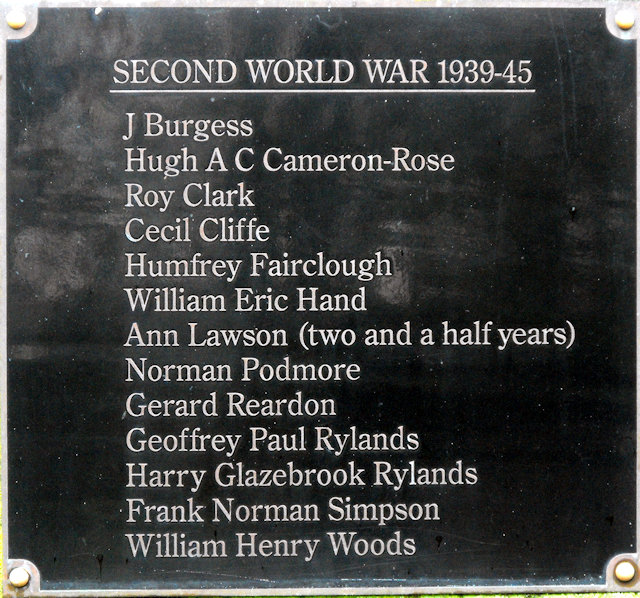 SECOND WORLD WAR 1939-45
J Burgess
Hugh A C Cameron-Rose
Roy Clark
Cecil Cliffe
Humfrey Fairclough
William Eric Hand
Ann Lawson (two and a half years)
Norman Podmore
Gerard Reardon
Geoffrey Paul Rylands
Harry Glazebrook Rylands
Frank Norman Simpson
William Henry Woods